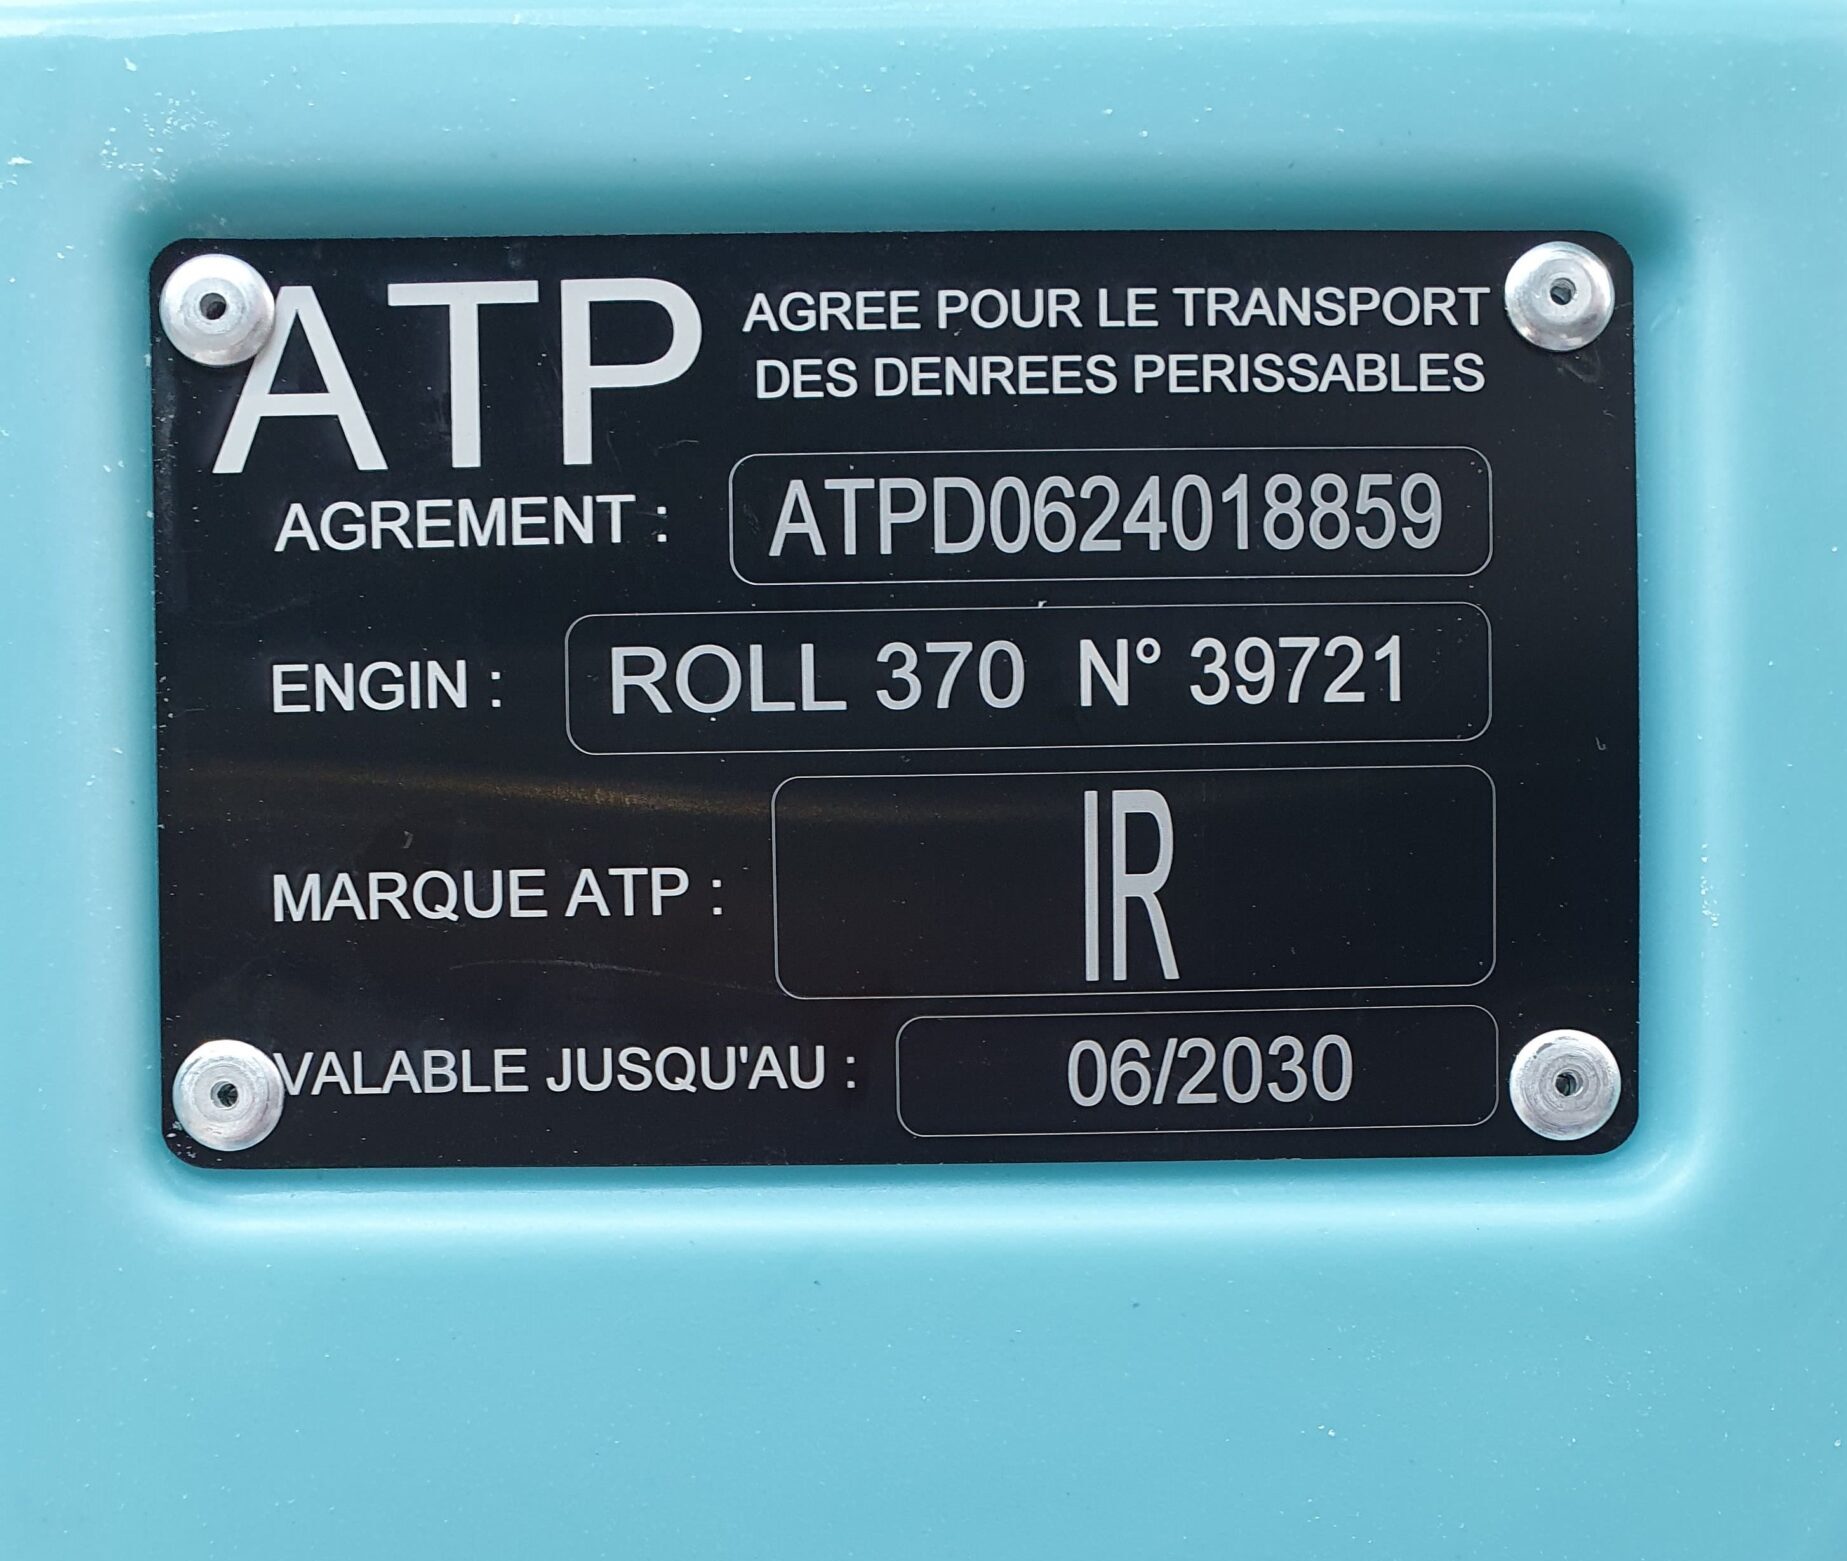 ATP
AGREE POUR LE TRANSPORT
DES DENREES PERISSABLES
AGREMENT : ATPD0624018859
ENGIN : ROLL 370 N° 39721
MARQUE ATP : IR
VALABLE JUSQU'AU : 06/2030